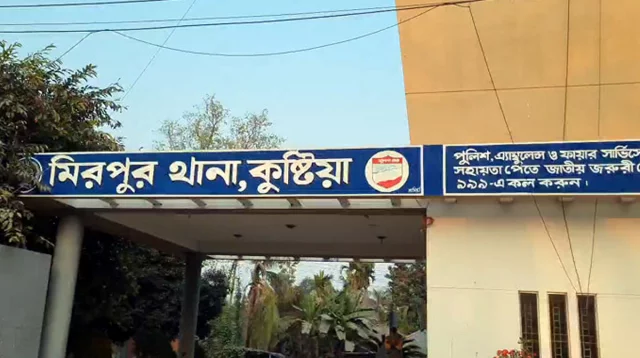 মিরপুর থানা, কুষ্টিয়া
পুলিশ, এ্যাম্বুলেন্স ও ফায়ার সার্ভিসে
সহায়তা পেতে জাতীয় জরুরী
৯৯৯-এ কল করুন।